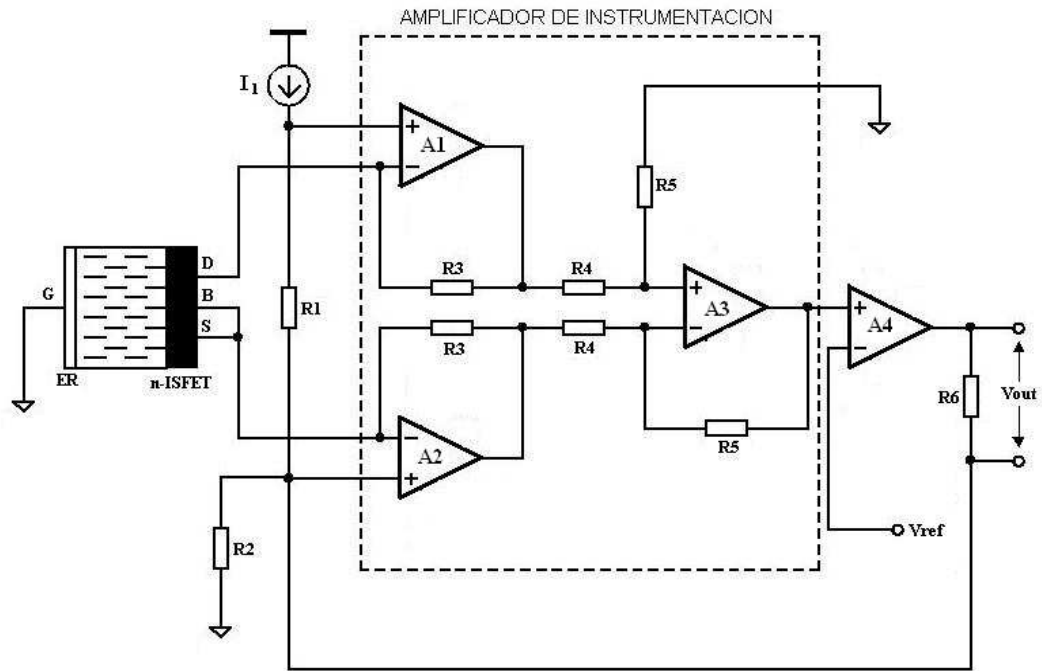 AMPLIFICADOR DE INSTRUMENTACION
I1
+
A1
−
R5
D
G
B
S
R1
R3
R4
+
A3
−
+
A4
−
R3
R4
ER
n-ISFET
R6
Vout
−
A2
+
R5
R2
Vref